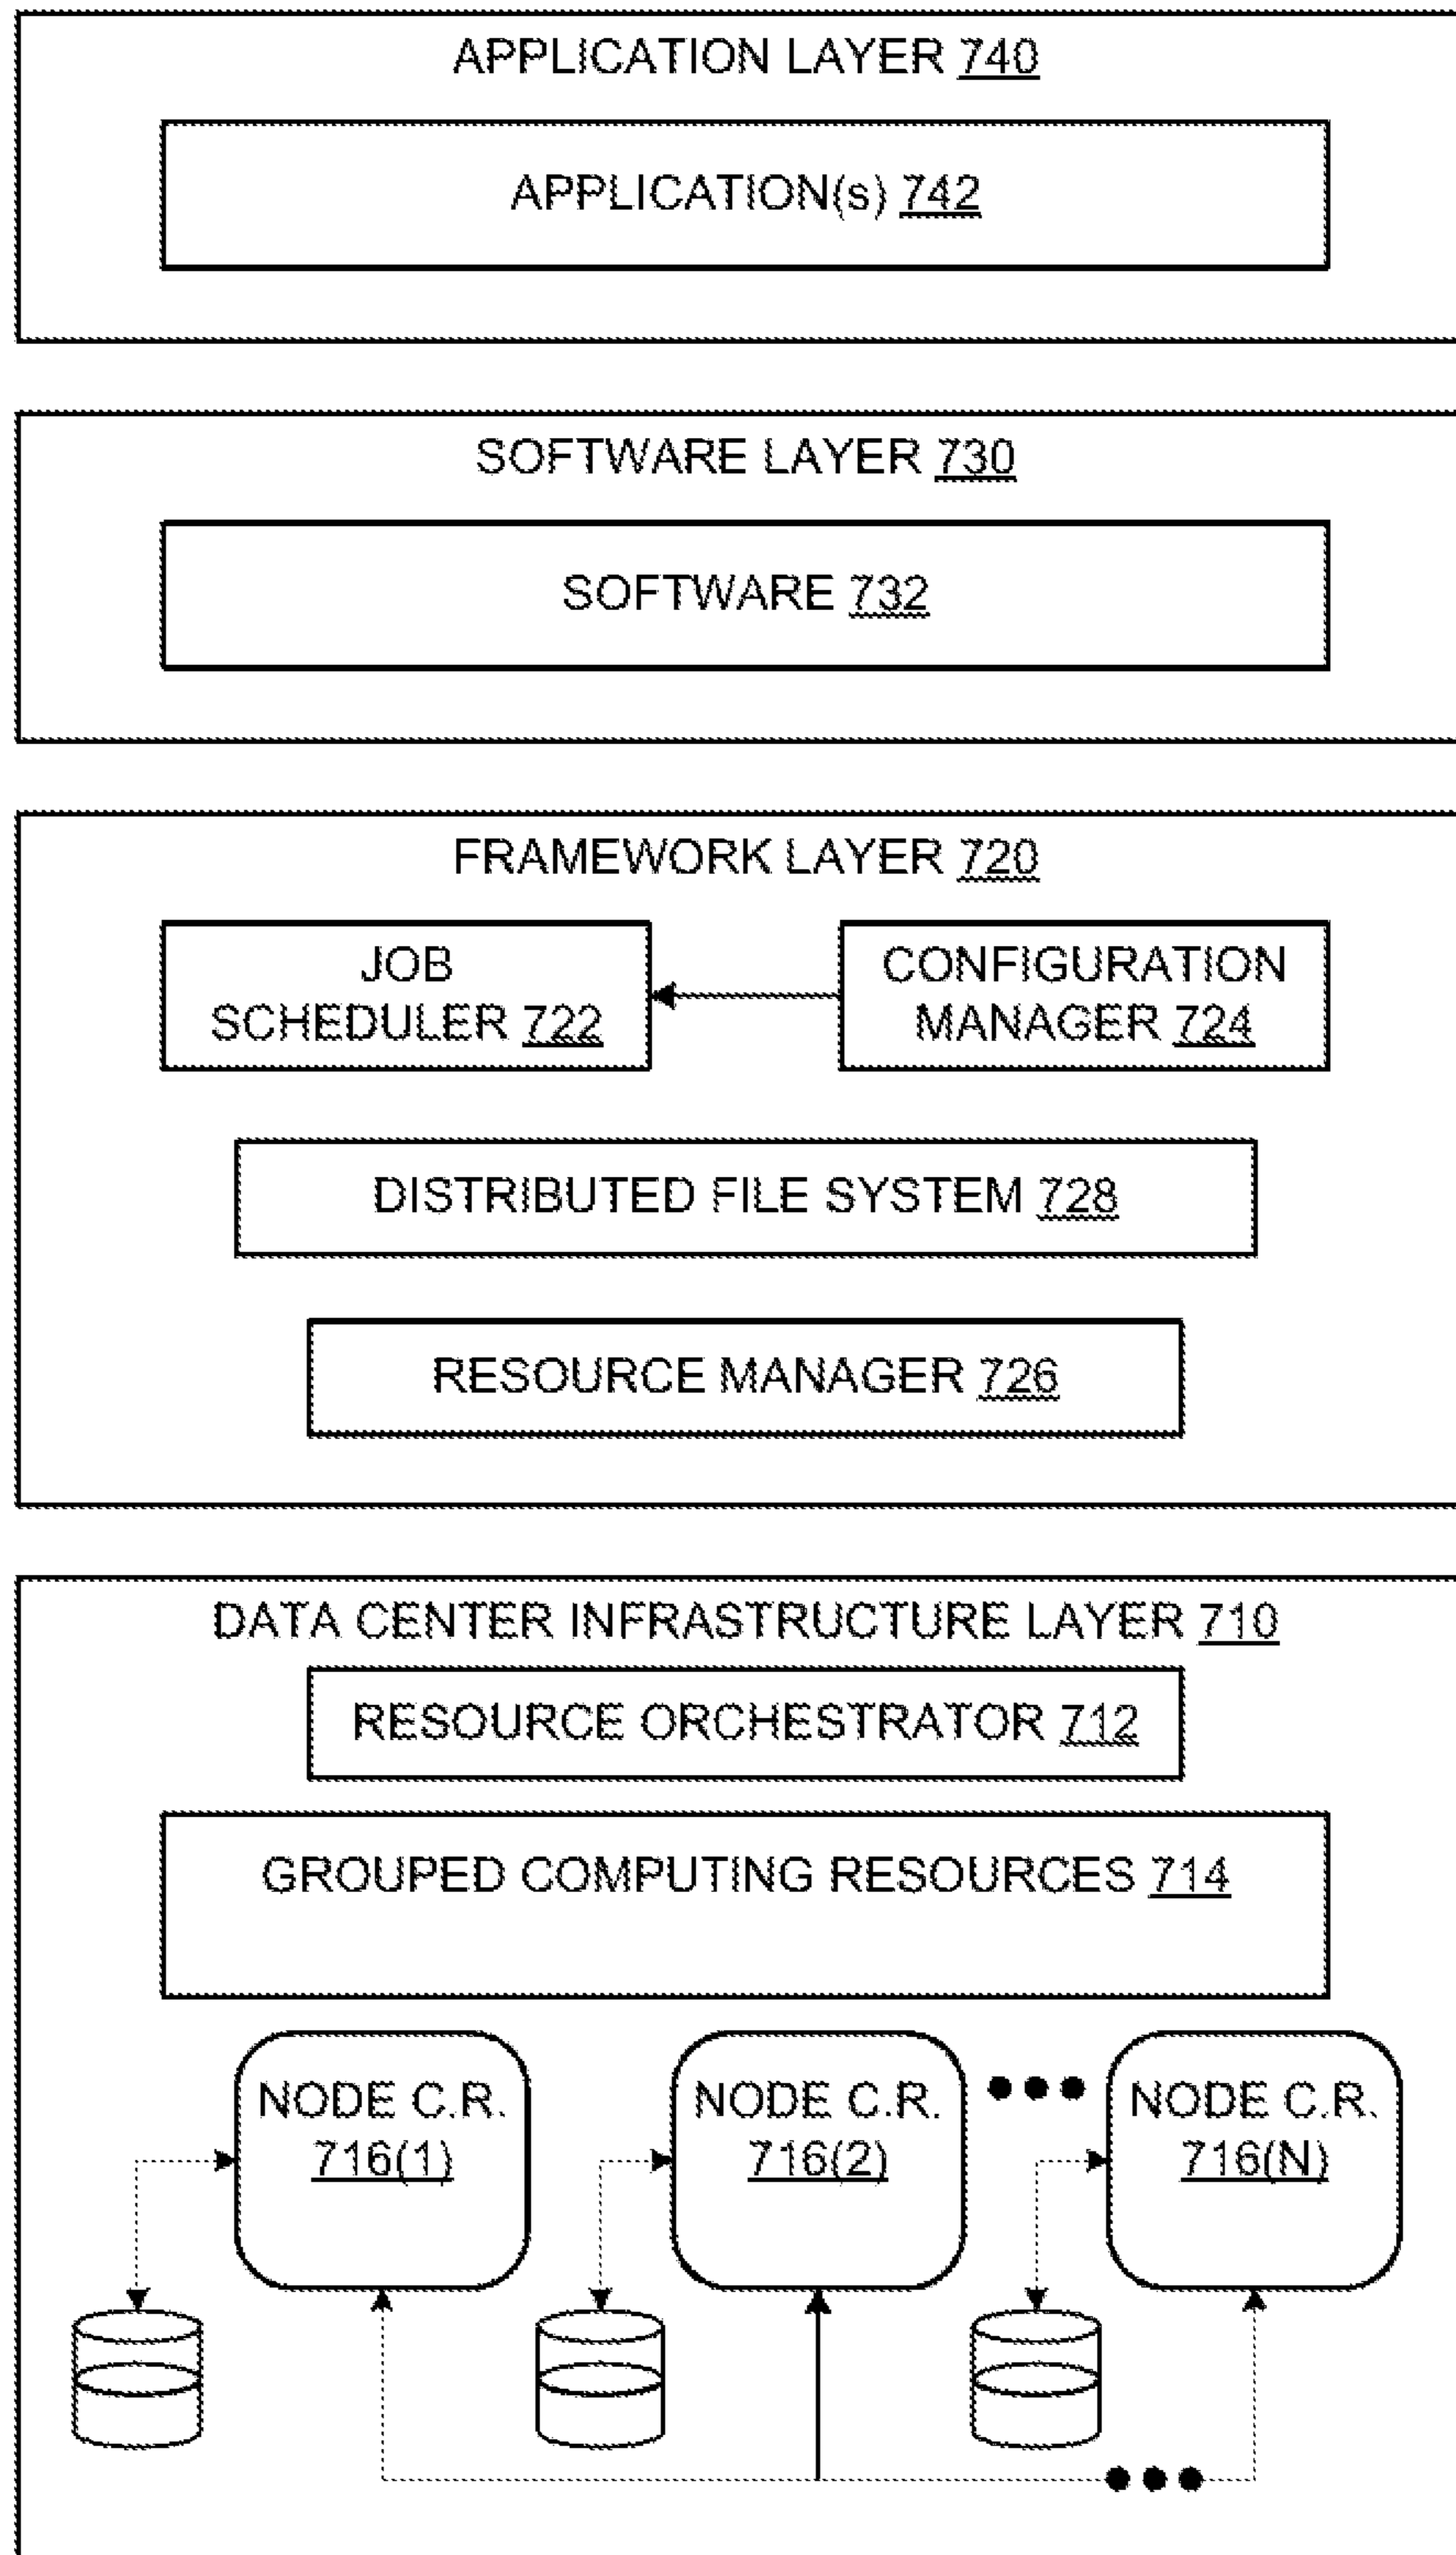 APPLICATION LAYER 740
APPLICATION(s) 742
SOFTWARE LAYER 730
SOFTWARE 732
FRAMEWORK LAYER 720
JOB
SCHEDULER 722
CONFIGURATION
MANAGER 724
DISTRIBUTED FILE SYSTEM 728
RESOURCE MANAGER 726
DATA CENTER INFRASTRUCTURE LAYER 710
RESOURCE ORCHESTRATOR 712
GROUPED COMPUTING RESOURCES 714
NODE C.R.
716(1)
NODE C.R.
716(2)
NODE C.R.
716(N)